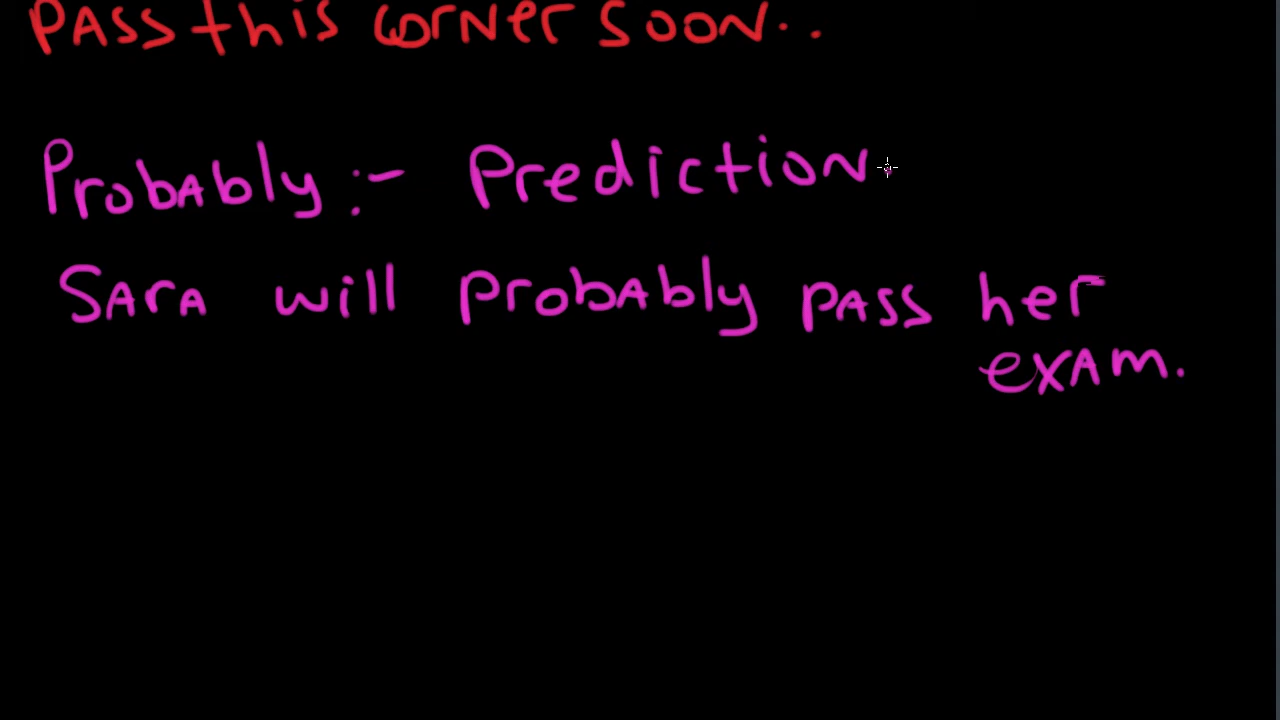 Pass this corner soon..
Probably :- Prediction
Sara will probably pass her
exam.